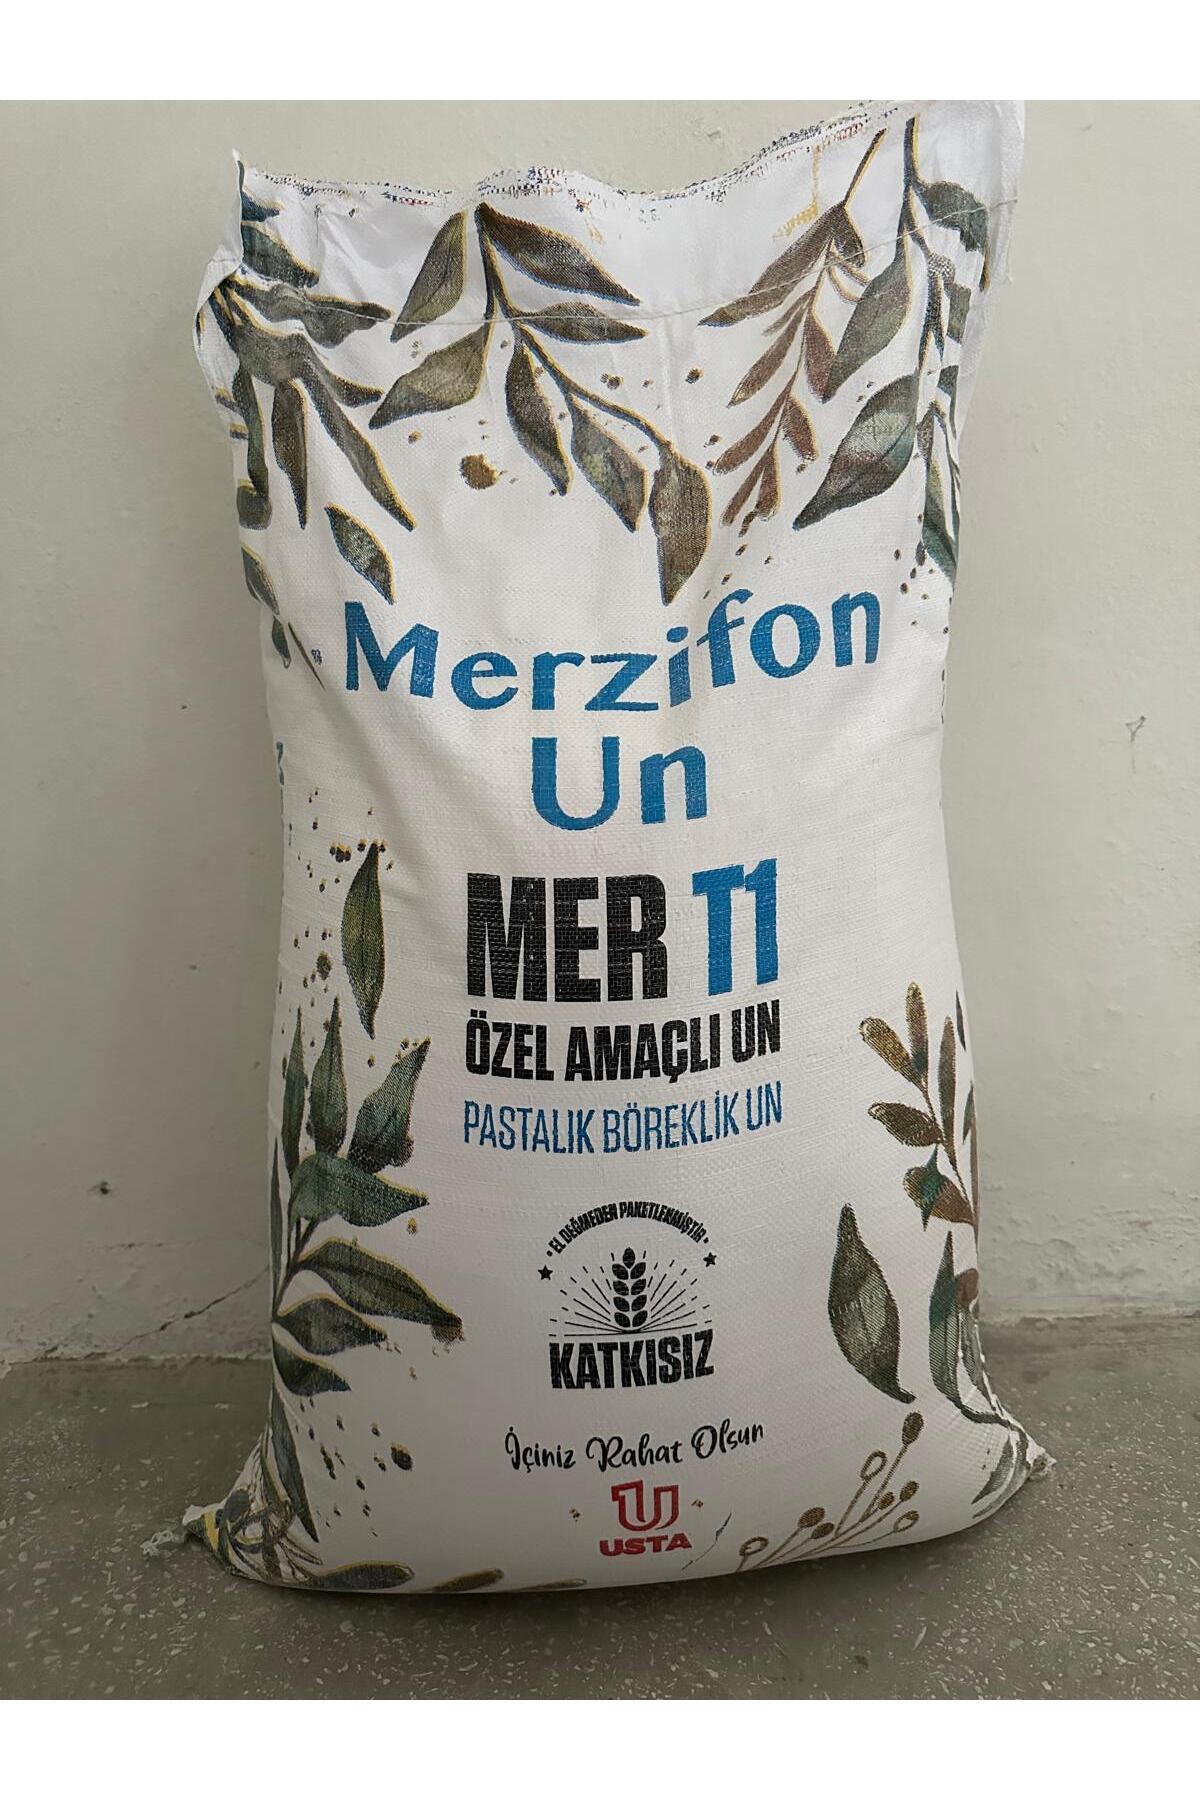 Merzifon
Un
MER T1
ÖZEL AMAÇLI UN
PASTALIK BÖREKLİK UN
EL DEĞMEDEN PAKETLENMİŞTİR
KATKISIZ
İçiniz Rahat Olsun
1U
USTA